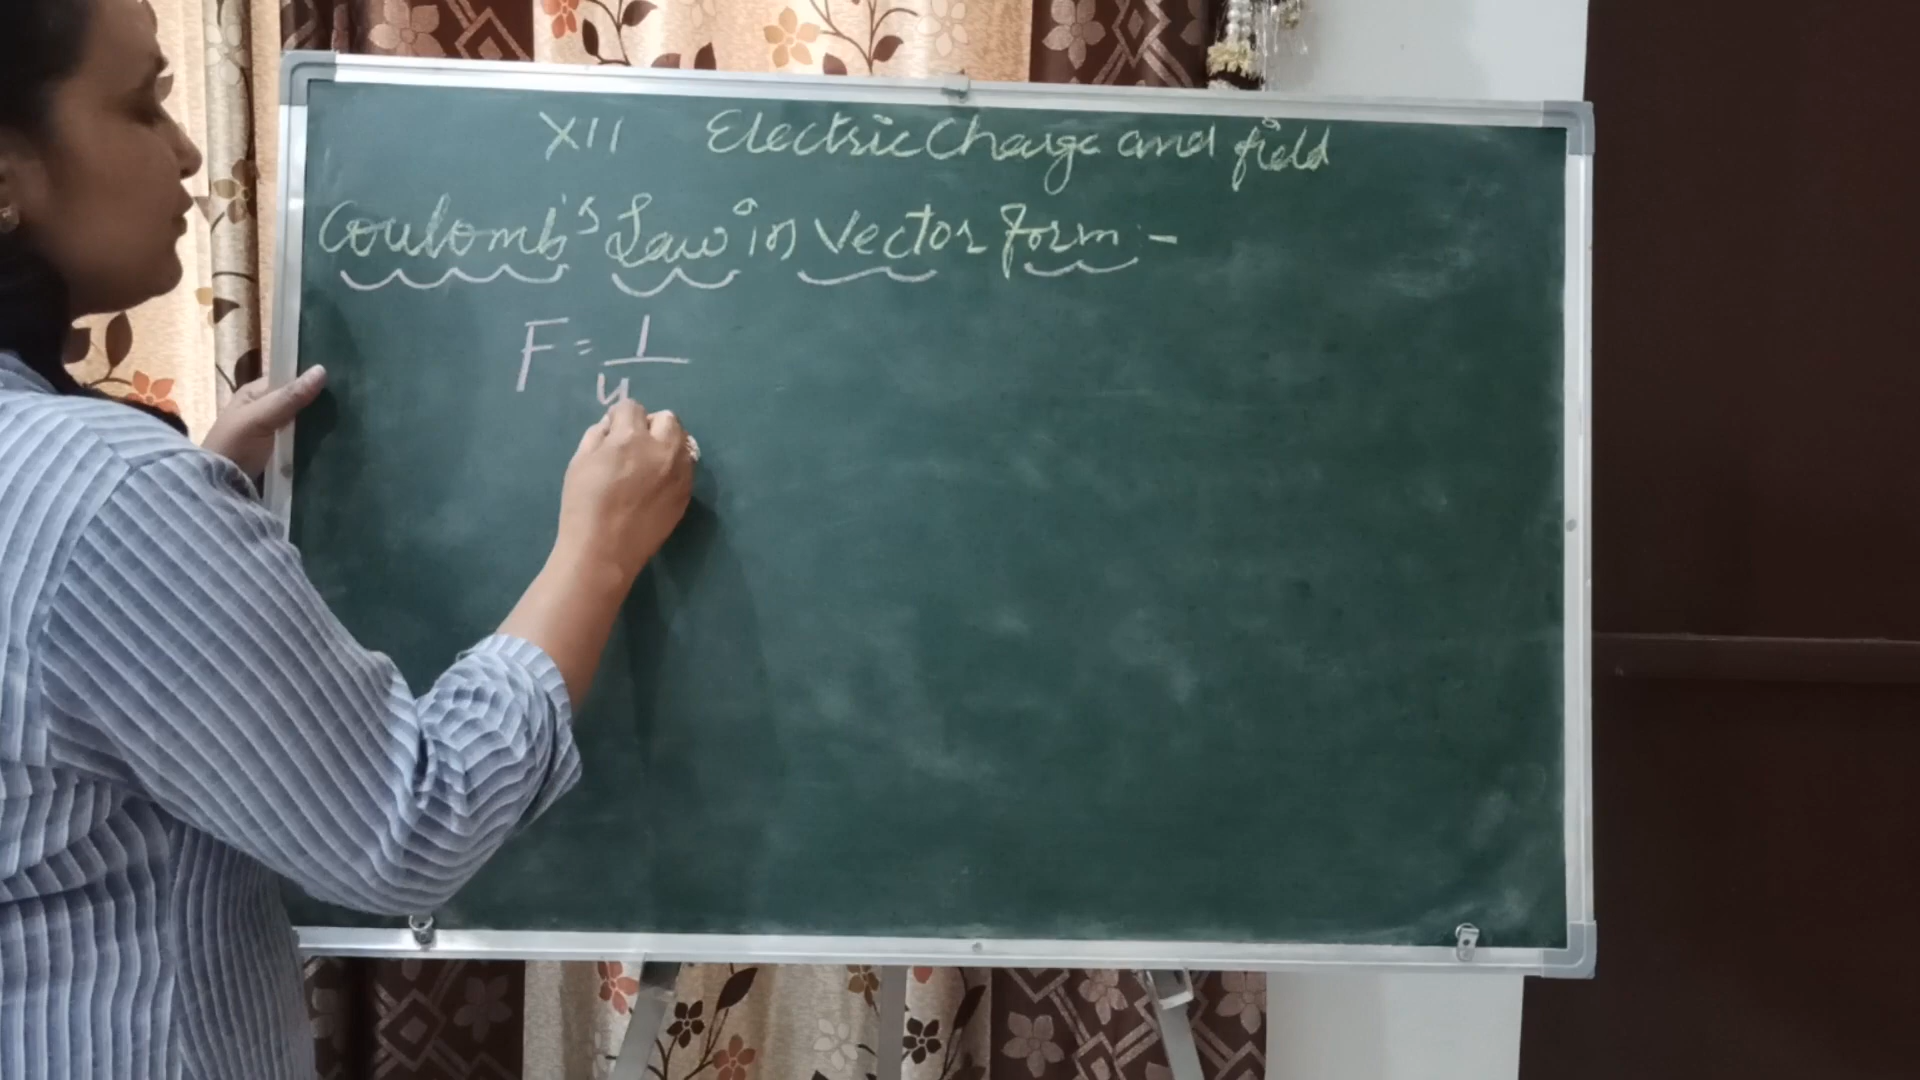 XII Electric Charge and field
Coulomb's Law in Vector form :-
F = 1
4